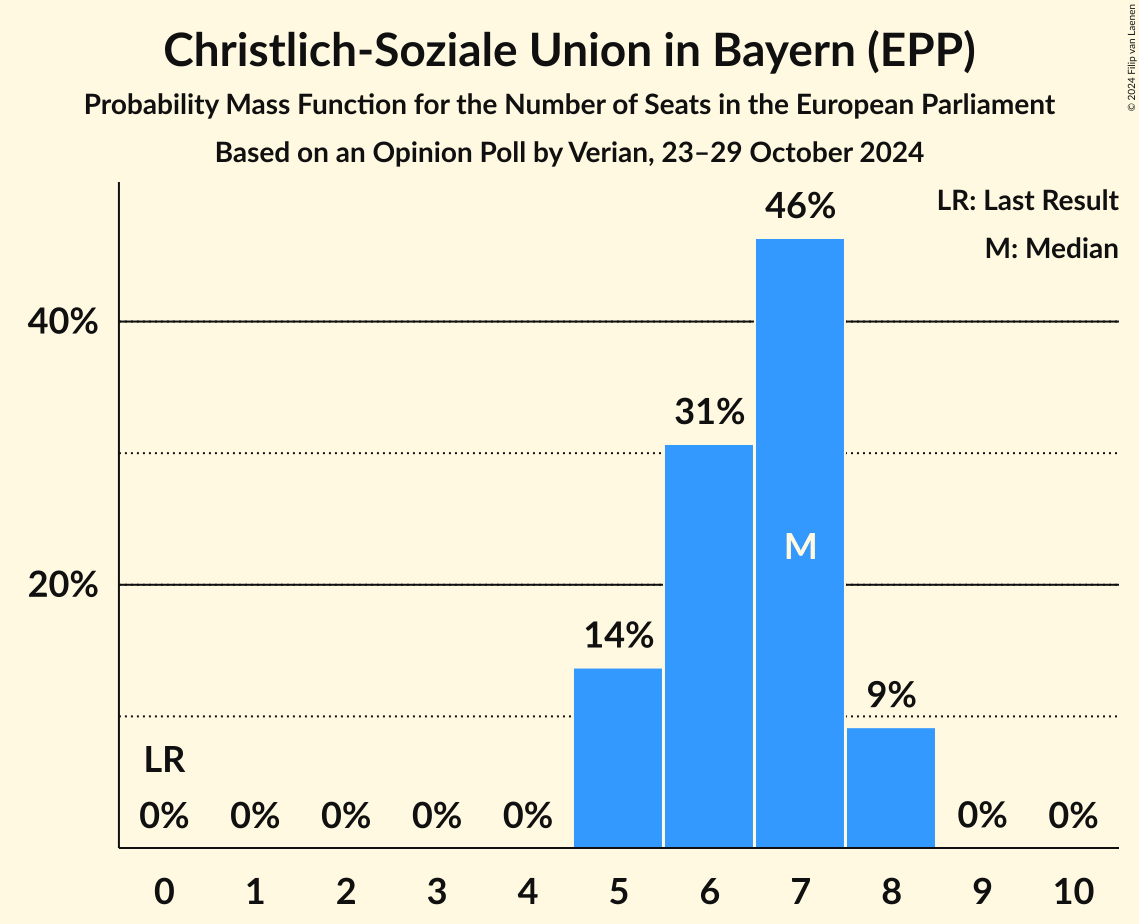 Christlich-Soziale Union in Bayern (EPP)
Probability Mass Function for the Number of Seats in the European Parliament
Based on an Opinion Poll by Verian, 23–29 October 2024
© 2024 Filip van Laenen
LR: Last Result
M: Median
46%
40%
31%
M
20%
14%
9%
LR
0% 0% 0% 0% 0% 0% 0%
0 1 2 3 4 5 6 7 8 9 10